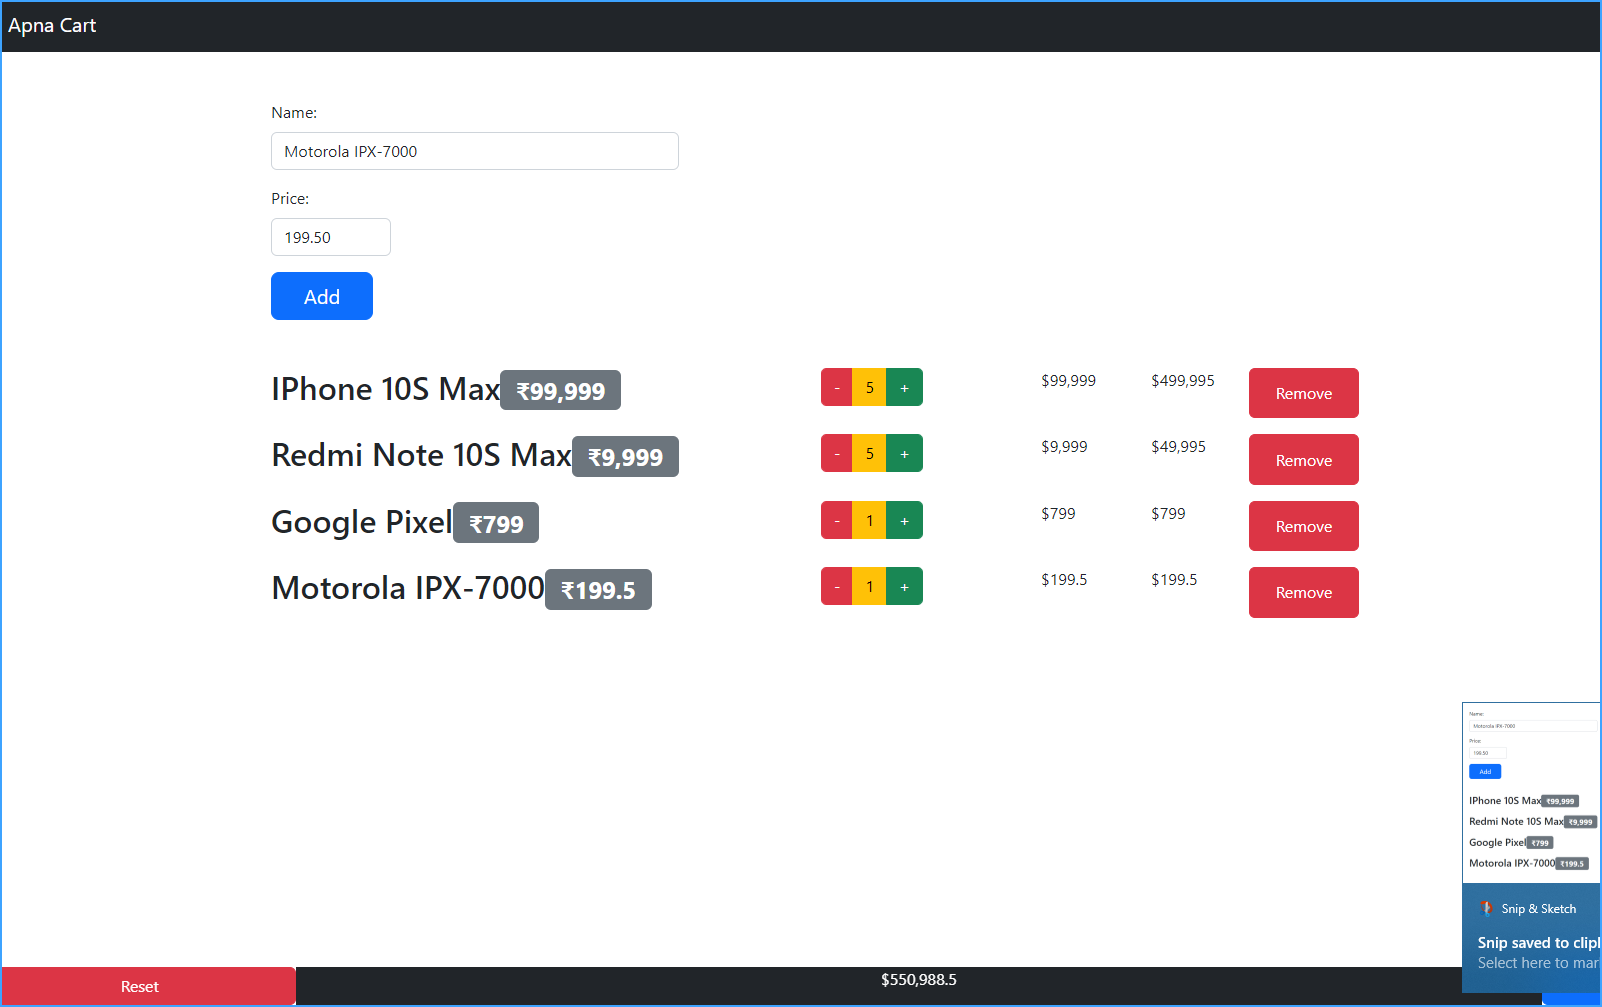 Apna Cart
Name:
Motorola IPX-7000
Price:
199.50
Add
IPhone 10S Max ₹99,999 - 5 + $99,999 $499,995 Remove
Redmi Note 10S Max ₹9,999 - 5 + $9,999 $49,995 Remove
Google Pixel ₹799 - 1 + $799 $799 Remove
Motorola IPX-7000 ₹199.5 - 1 + $199.5 $199.5 Remove
Name:
Motorola IPX-7000
Price:
199.50
Add
IPhone 10S Max ₹99,999
Redmi Note 10S Max ₹9,999
Google Pixel ₹799
Motorola IPX-7000 ₹199.5
Snip & Sketch
Snip saved to
Select here to
Reset $550,988.5